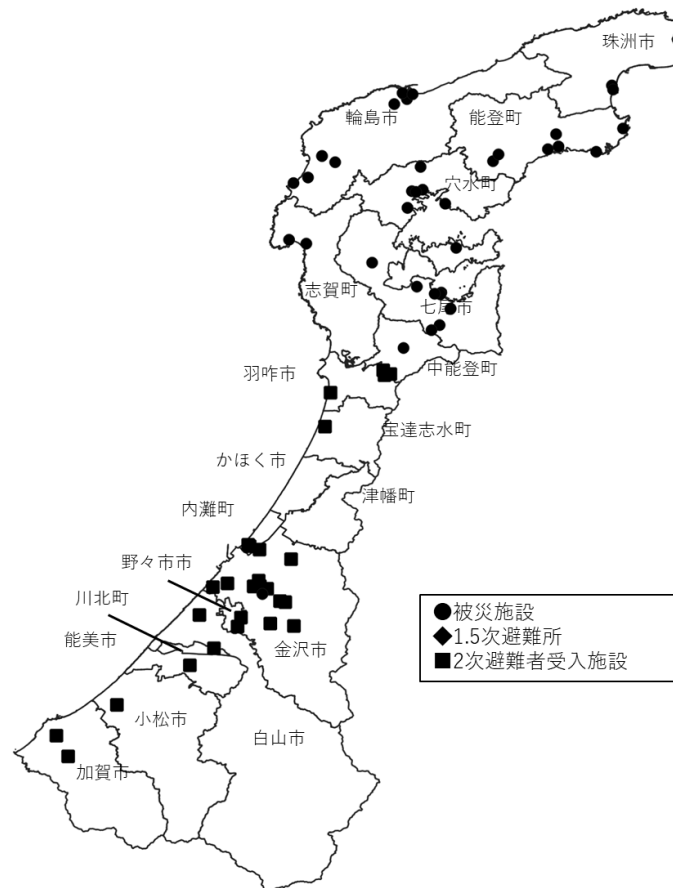 珠洲市
輪島市
能登町
穴水町
志賀町
七尾市
羽咋市
中能登町
宝達志水町
かほく市
津幡町
内灘町
野々市市
川北町
能美市
金沢市
小松市
白山市
加賀市
被災施設
1.5次避難所
2次避難者受入施設